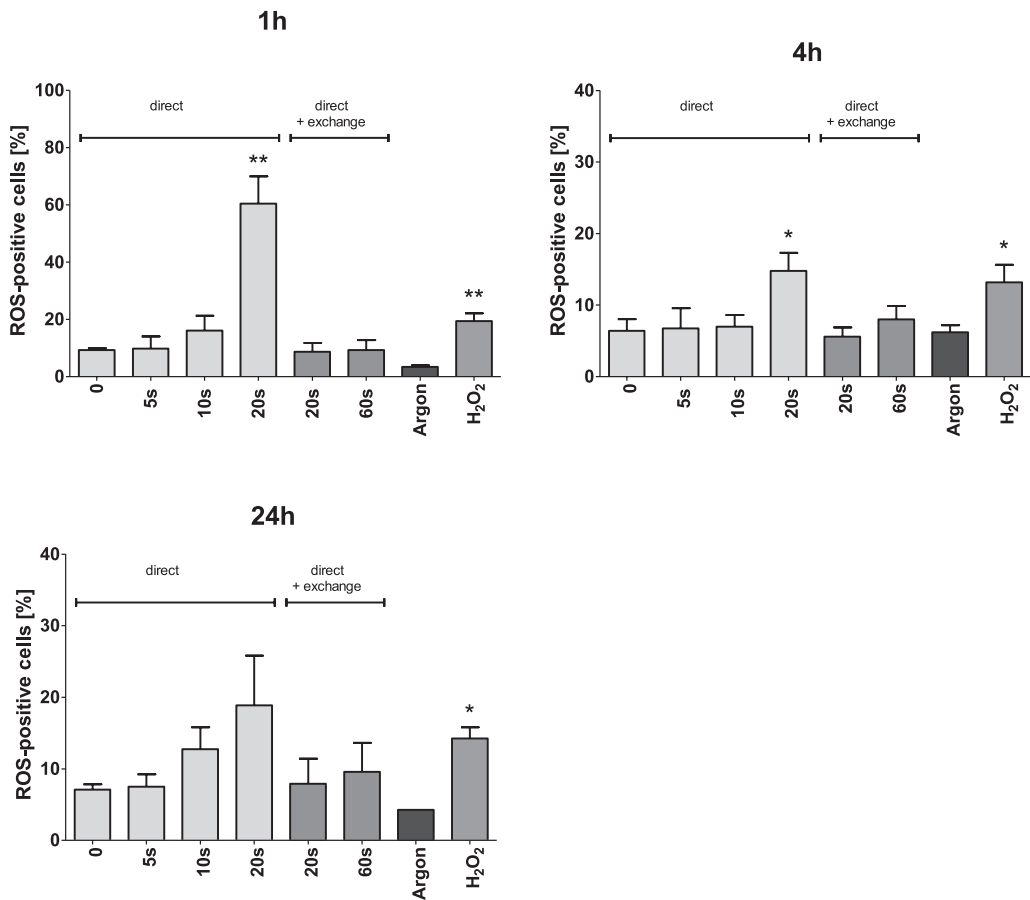 1h
ROS-positive cells [%]
100
80
60
40
20
0
direct
direct
+ exchange
**
**
0
5s
10s
20s
20s
60s
Argon
H₂O₂
4h
ROS-positive cells [%]
40
30
20
10
0
direct
direct
+ exchange
*
*
0
5s
10s
20s
20s
60s
Argon
H₂O₂
24h
ROS-positive cells [%]
40
30
20
10
0
direct
direct
+ exchange
*
0
5s
10s
20s
20s
60s
Argon
H₂O₂